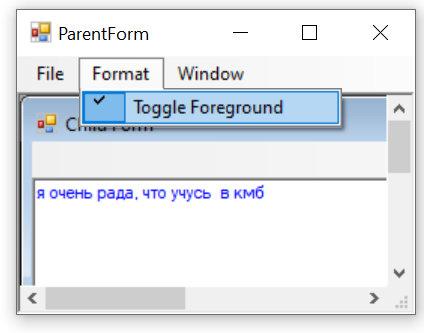 ParentForm
File Format Window
Toggle Foreground
Child Form
я очень рада, что учусь  в кмб